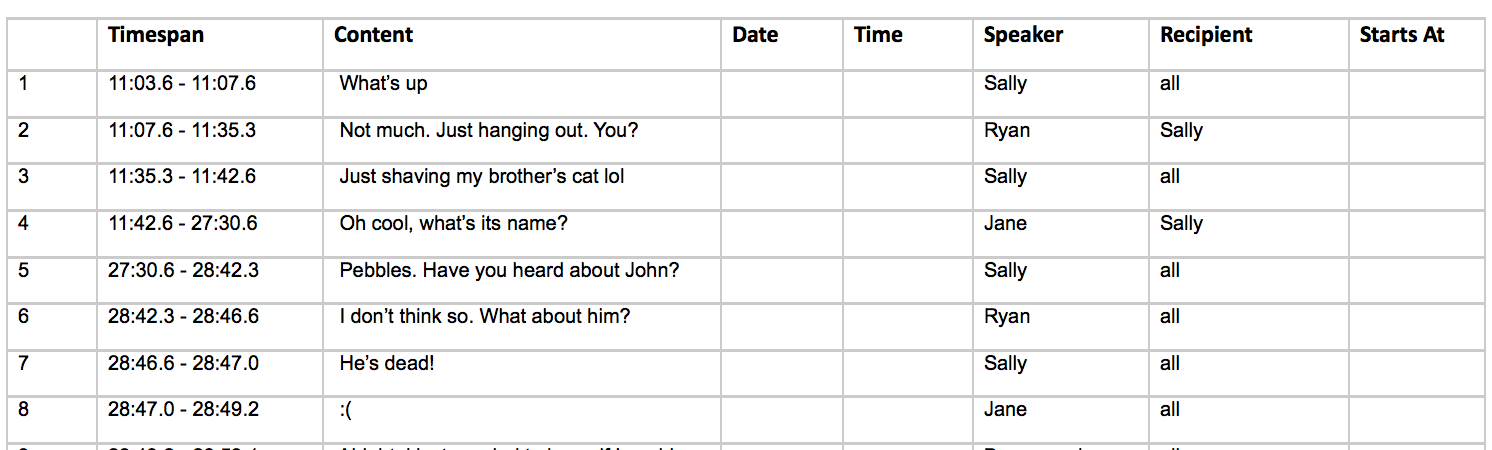 Timespan Content Date Time Speaker Recipient Starts At
1 11:03.6 - 11:07.6 What’s up Sally all
2 11:07.6 - 11:35.3 Not much. Just hanging out. You? Ryan Sally
3 11:35.3 - 11:42.6 Just shaving my brother’s cat lol Sally all
4 11:42.6 - 27:30.6 Oh cool, what’s its name? Jane Sally
5 27:30.6 - 28:42.3 Pebbles. Have you heard about John? Sally all
6 28:42.3 - 28:46.6 I don’t think so. What about him? Ryan all
7 28:46.6 - 28:47.0 He’s dead! Sally all
8 28:47.0 - 28:49.2 :( Jane all